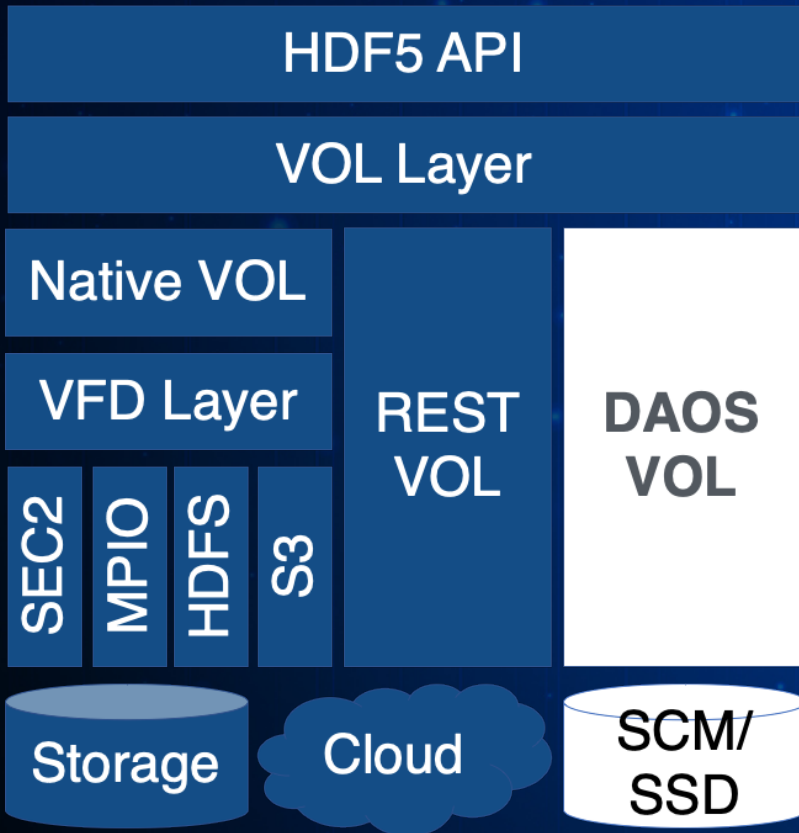 HDF5 API
VOL Layer
Native VOL
VFD Layer
SEC2
MPIO
HDFS
S3
REST
VOL
DAOS
VOL
Storage
Cloud
SCM/
SSD